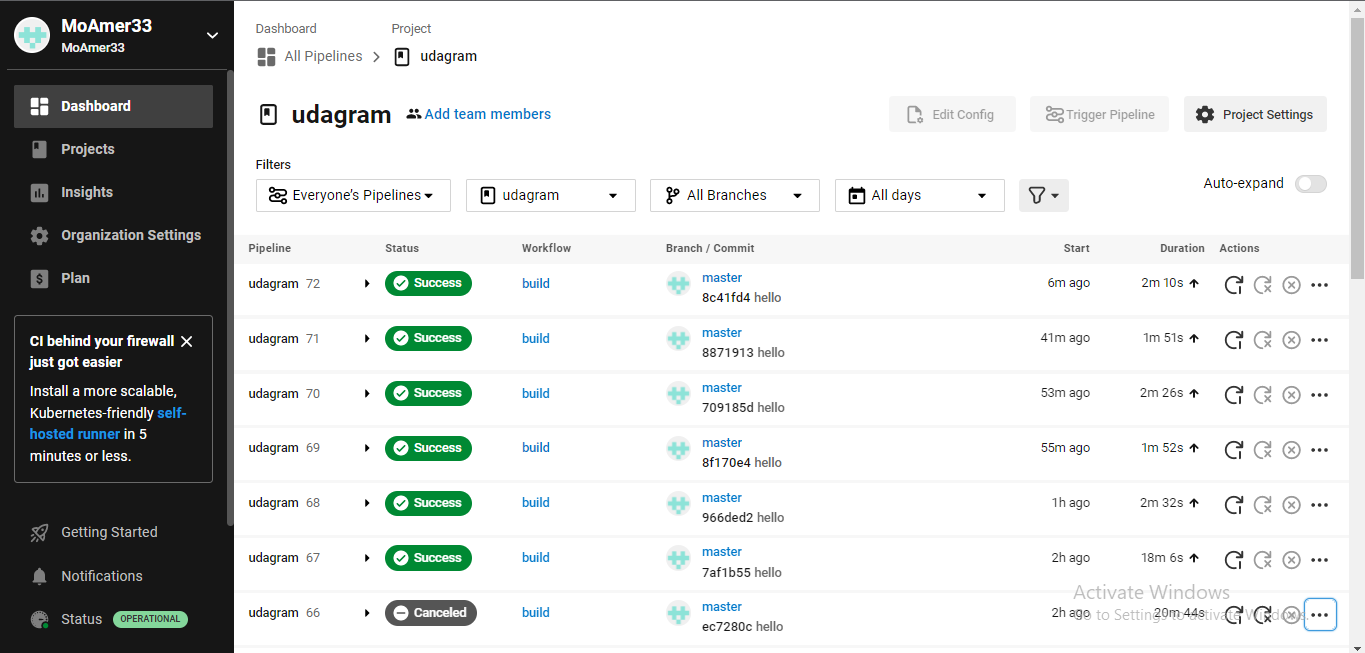 MoAmer33
MoAmer33
Dashboard
Projects
Insights
Organization Settings
Plan
CI behind your firewall
just got easier
Install a more scalable,
Kubernetes-friendly self-
hosted runner in 5
minutes or less.
Getting Started
Notifications
Status OPERATIONAL
Dashboard Project
All Pipelines udagram
udagram Add team members Edit Config Trigger Pipeline Project Settings
Filters
Everyone's Pipelines udagram All Branches All days Auto-expand
Pipeline Status Workflow Branch / Commit Start Duration Actions
udagram 72 Success build master 6m ago 2m 10s
8c41fd4 hello
udagram 71 Success build master 41m ago 1m 51s
8871913 hello
udagram 70 Success build master 53m ago 2m 26s
709185d hello
udagram 69 Success build master 55m ago 1m 52s
8f170e4 hello
udagram 68 Success build master 1h ago 2m 32s
966ded2 hello
udagram 67 Success build master 2h ago 18m 6s
7af1b55 hello
udagram 66 Canceled build master 2h ago 20m 44s
ec7280c hello
Activate Windows
Go to Settings to activate Windows.